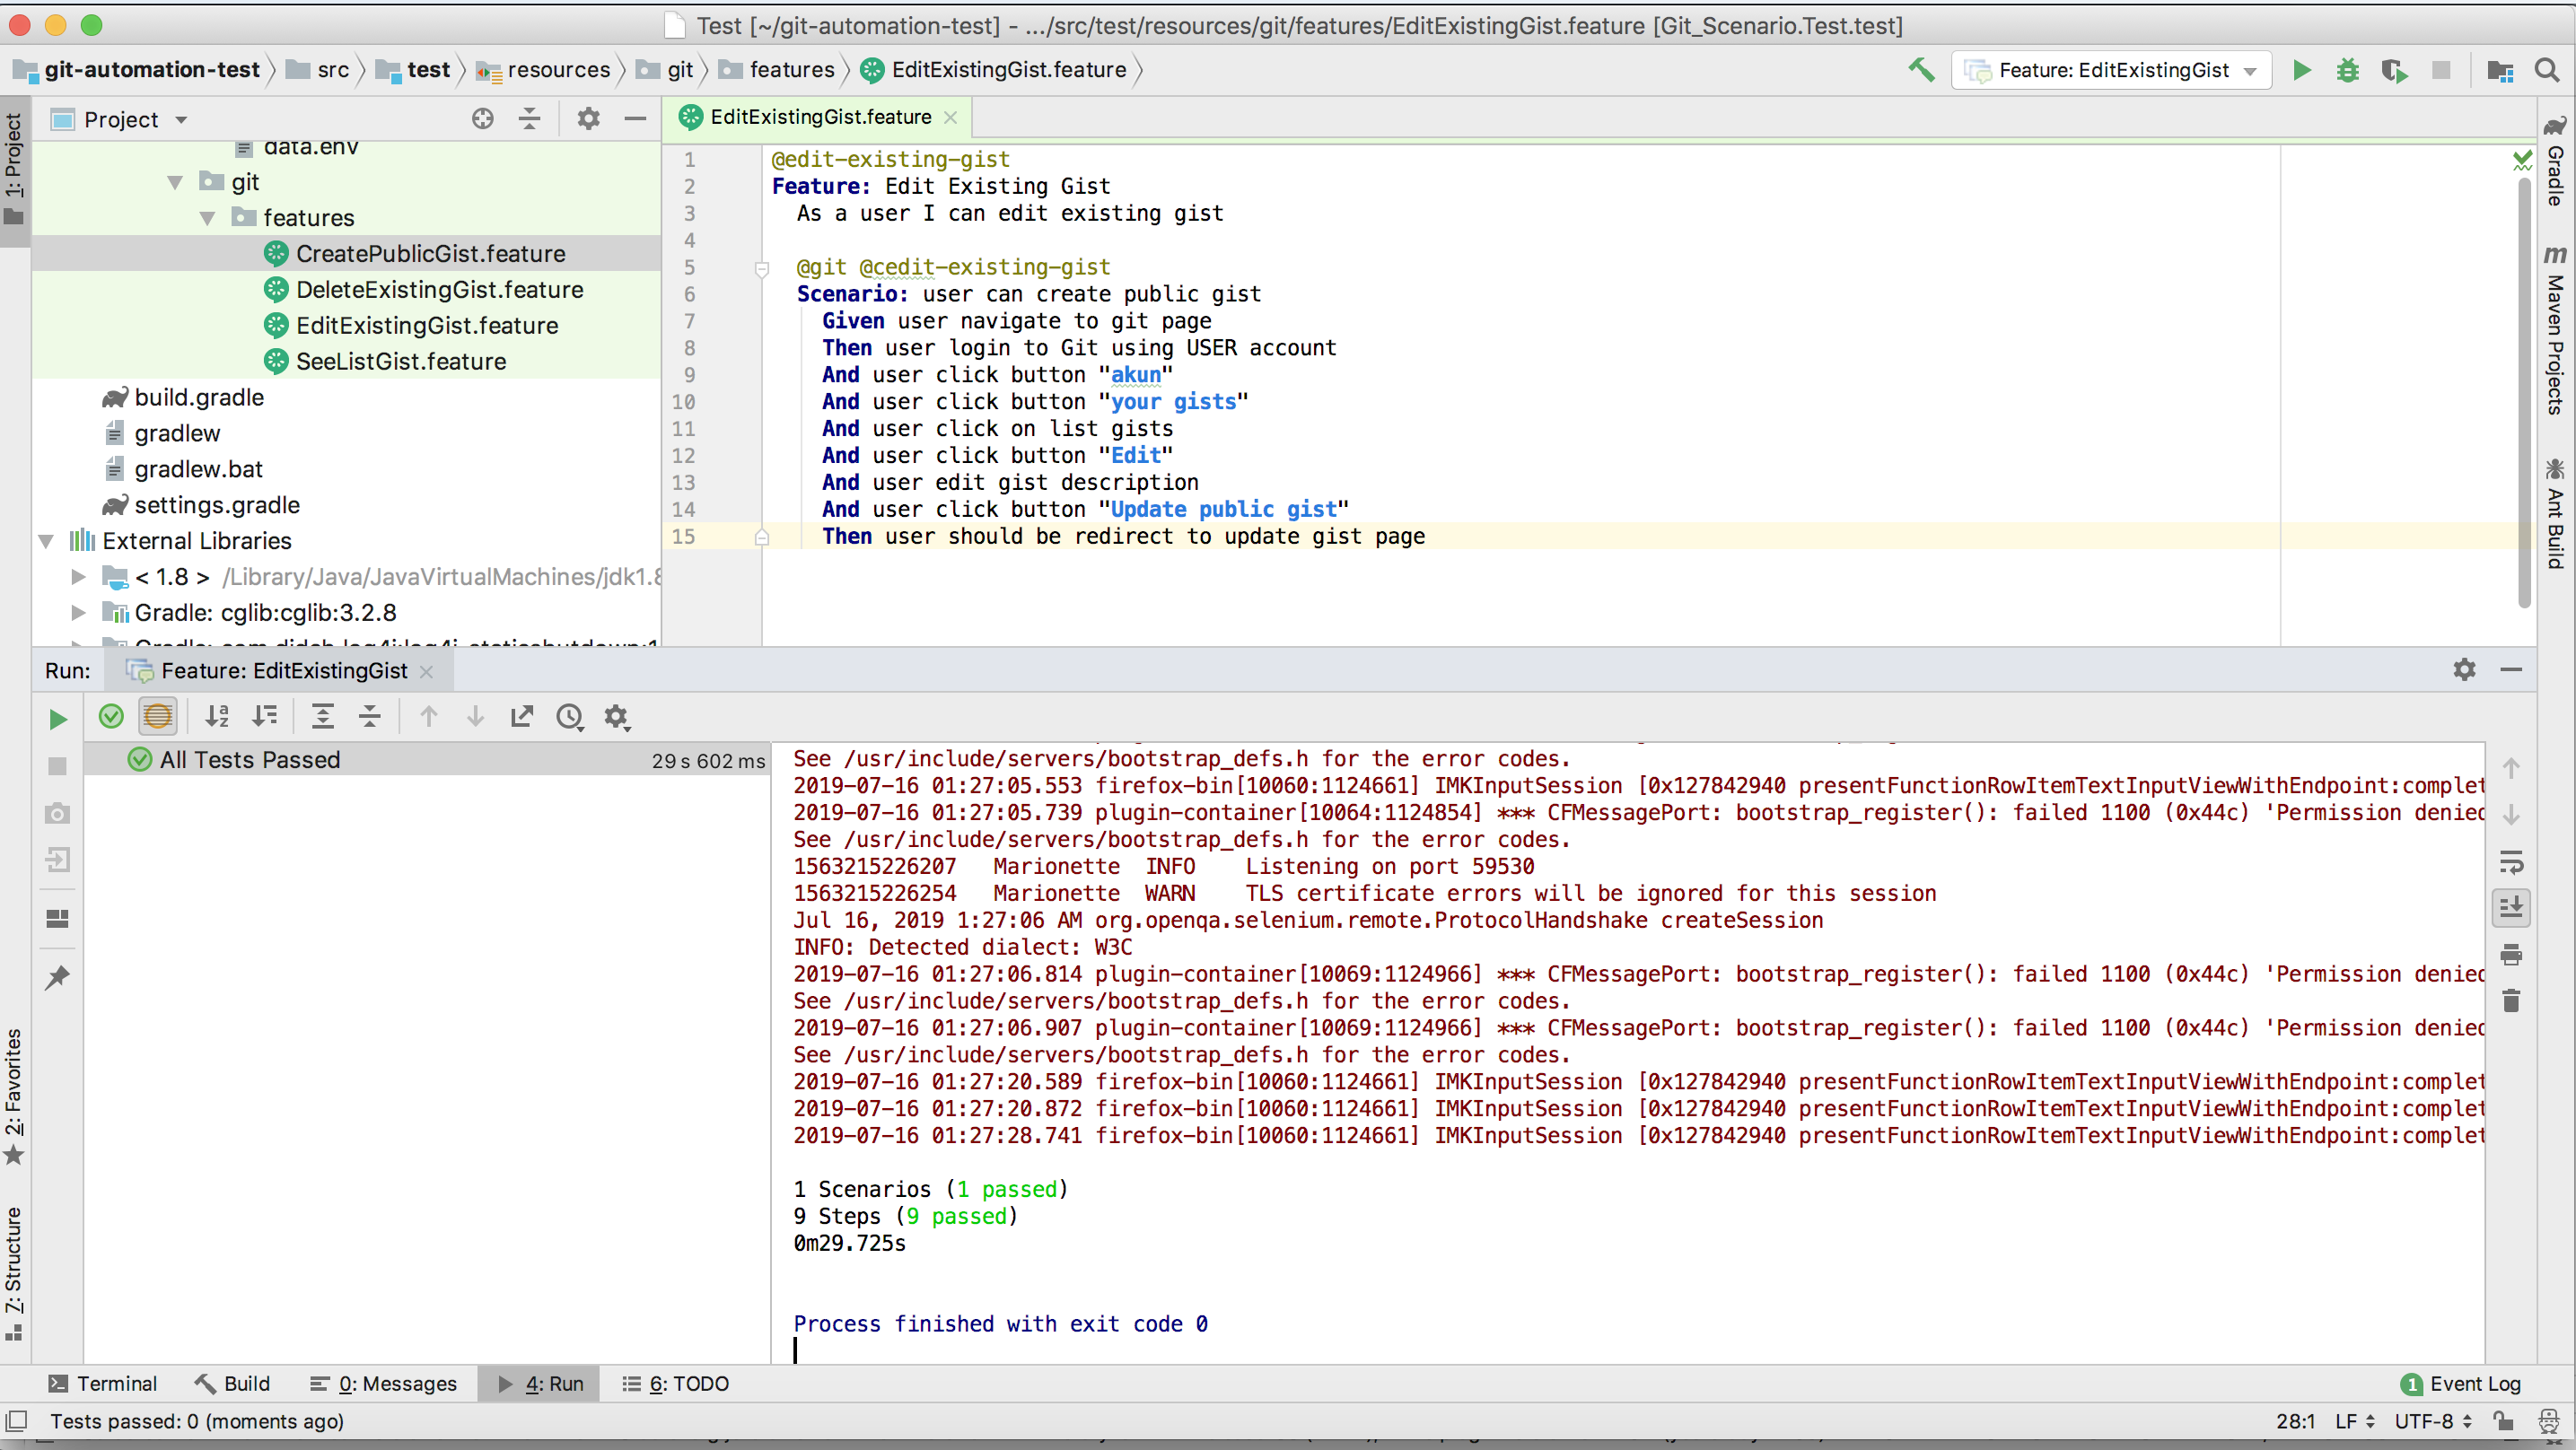 Test [~/git-automation-test] - .../src/test/resources/git/features/EditExistingGist.feature [Git_Scenario.Test.test]
git-automation-test src test resources git features EditExistingGist.feature Feature: EditExistingGist
1: Project
Project
data.env
git
features
CreatePublicGist.feature
DeleteExistingGist.feature
EditExistingGist.feature
SeeListGist.feature
build.gradle
gradlew
gradlew.bat
settings.gradle
External Libraries
< 1.8 > /Library/Java/JavaVirtualMachines/jdk1.8
Gradle: cglib:cglib:3.2.8
EditExistingGist.feature
1 @edit-existing-gist
2 Feature: Edit Existing Gist
3 As a user I can edit existing gist
4
5 @git @cedit-existing-gist
6 Scenario: user can create public gist
7 Given user navigate to git page
8 Then user login to Git using USER account
9 And user click button "akun"
10 And user click button "your gists"
11 And user click on list gists
12 And user click button "Edit"
13 And user edit gist description
14 And user click button "Update public gist"
15 Then user should be redirect to update gist page
Gradle
m Maven Projects
Ant Build
Run: Feature: EditExistingGist
All Tests Passed 29 s 602 ms
See /usr/include/servers/bootstrap_defs.h for the error codes.
2019-07-16 01:27:05.553 firefox-bin[10060:1124661] IMKInputSession [0x127842940 presentFunctionRowItemTextInputViewWithEndpoint:complet
2019-07-16 01:27:05.739 plugin-container[10064:1124854] *** CFMessagePort: bootstrap_register(): failed 1100 (0x44c) 'Permission denied
See /usr/include/servers/bootstrap_defs.h for the error codes.
1563215226207 Marionette INFO Listening on port 59530
1563215226254 Marionette WARN TLS certificate errors will be ignored for this session
Jul 16, 2019 1:27:06 AM org.openqa.selenium.remote.ProtocolHandshake createSession
INFO: Detected dialect: W3C
2019-07-16 01:27:06.814 plugin-container[10069:1124966] *** CFMessagePort: bootstrap_register(): failed 1100 (0x44c) 'Permission denied
See /usr/include/servers/bootstrap_defs.h for the error codes.
2019-07-16 01:27:06.907 plugin-container[10069:1124966] *** CFMessagePort: bootstrap_register(): failed 1100 (0x44c) 'Permission denied
See /usr/include/servers/bootstrap_defs.h for the error codes.
2019-07-16 01:27:20.589 firefox-bin[10060:1124661] IMKInputSession [0x127842940 presentFunctionRowItemTextInputViewWithEndpoint:complet
2019-07-16 01:27:20.872 firefox-bin[10060:1124661] IMKInputSession [0x127842940 presentFunctionRowItemTextInputViewWithEndpoint:complet
2019-07-16 01:27:28.741 firefox-bin[10060:1124661] IMKInputSession [0x127842940 presentFunctionRowItemTextInputViewWithEndpoint:complet
1 Scenarios (1 passed)
9 Steps (9 passed)
0m29.725s
Process finished with exit code 0
2: Favorites
7: Structure
Terminal Build 0: Messages 4: Run 6: TODO 1 Event Log
Tests passed: 0 (moments ago) 28:1 LF UTF-8